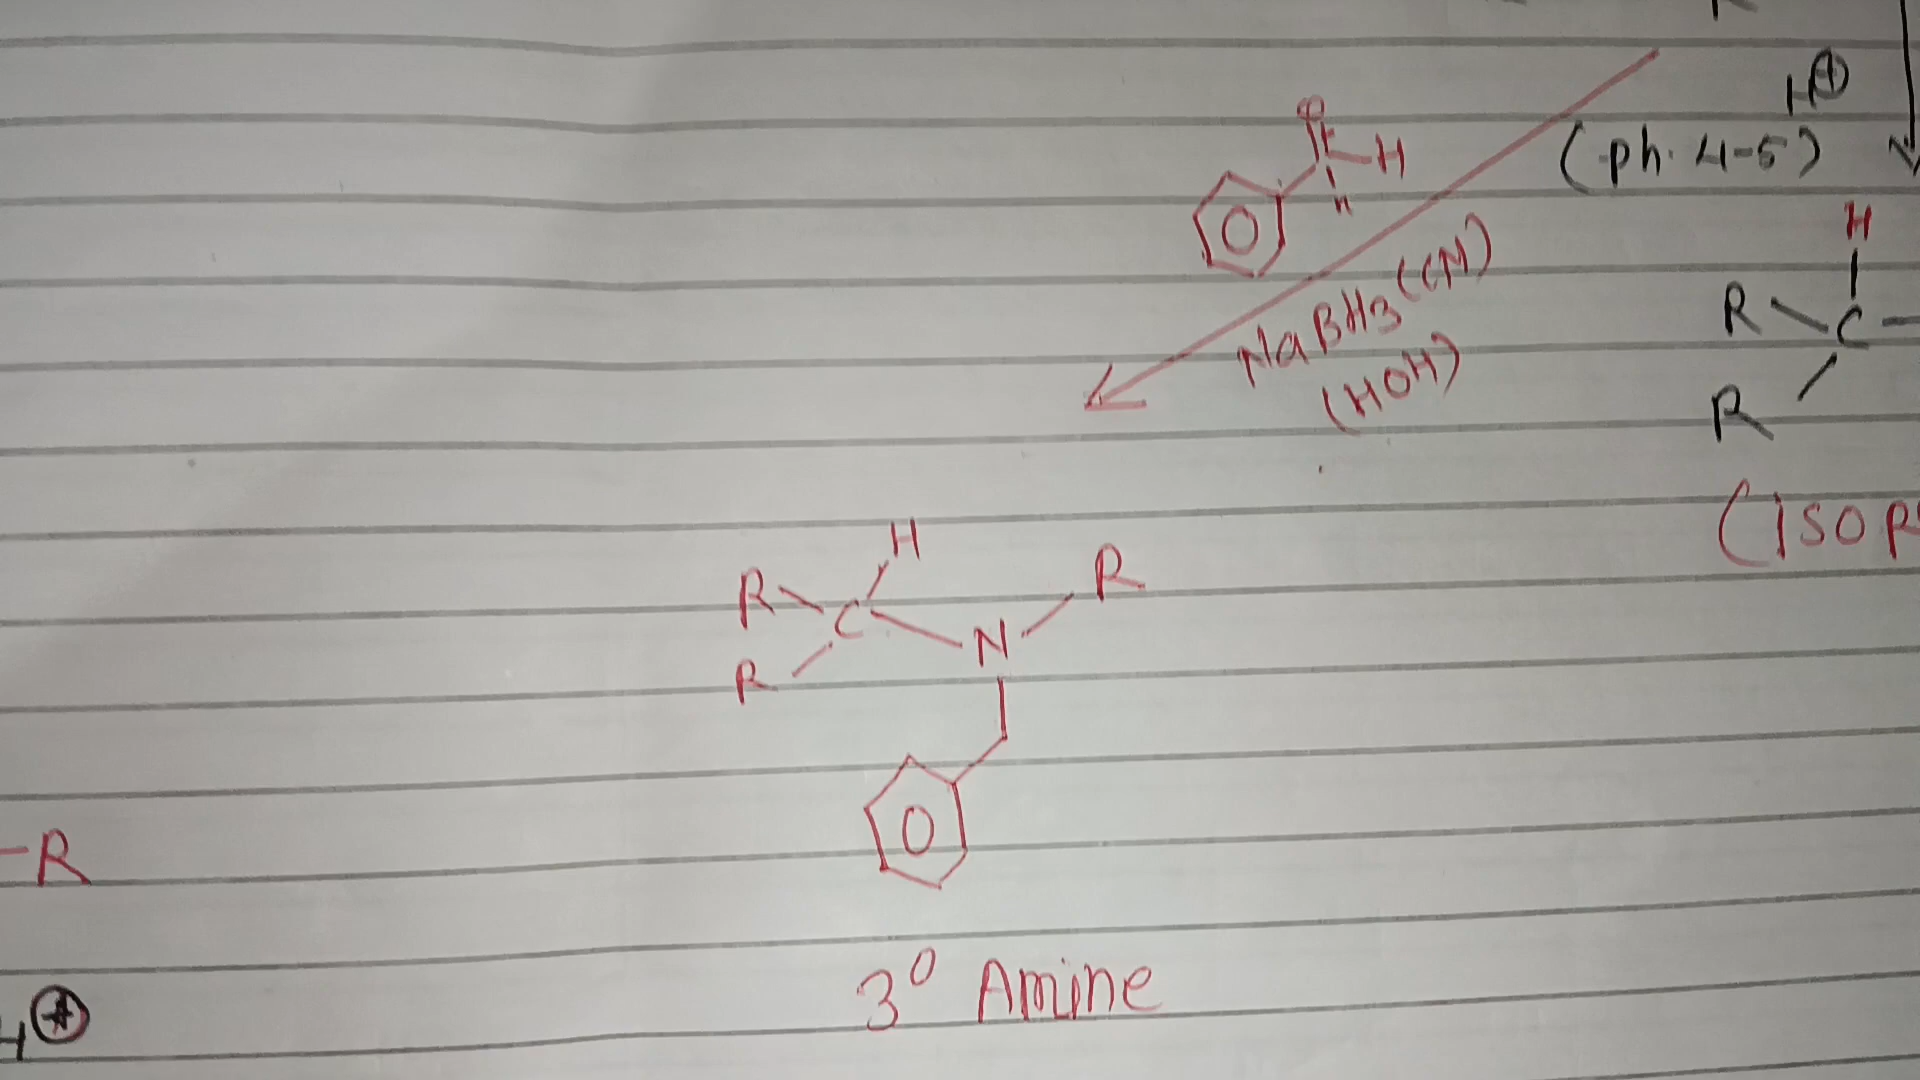 H⊕
O
(ph. 4-5)
H
H
H
NaBH3(CN)
(HOH)
R
C
R
(ISOP
H
R
R
C
N
R
-R
3° Amine
H⊕